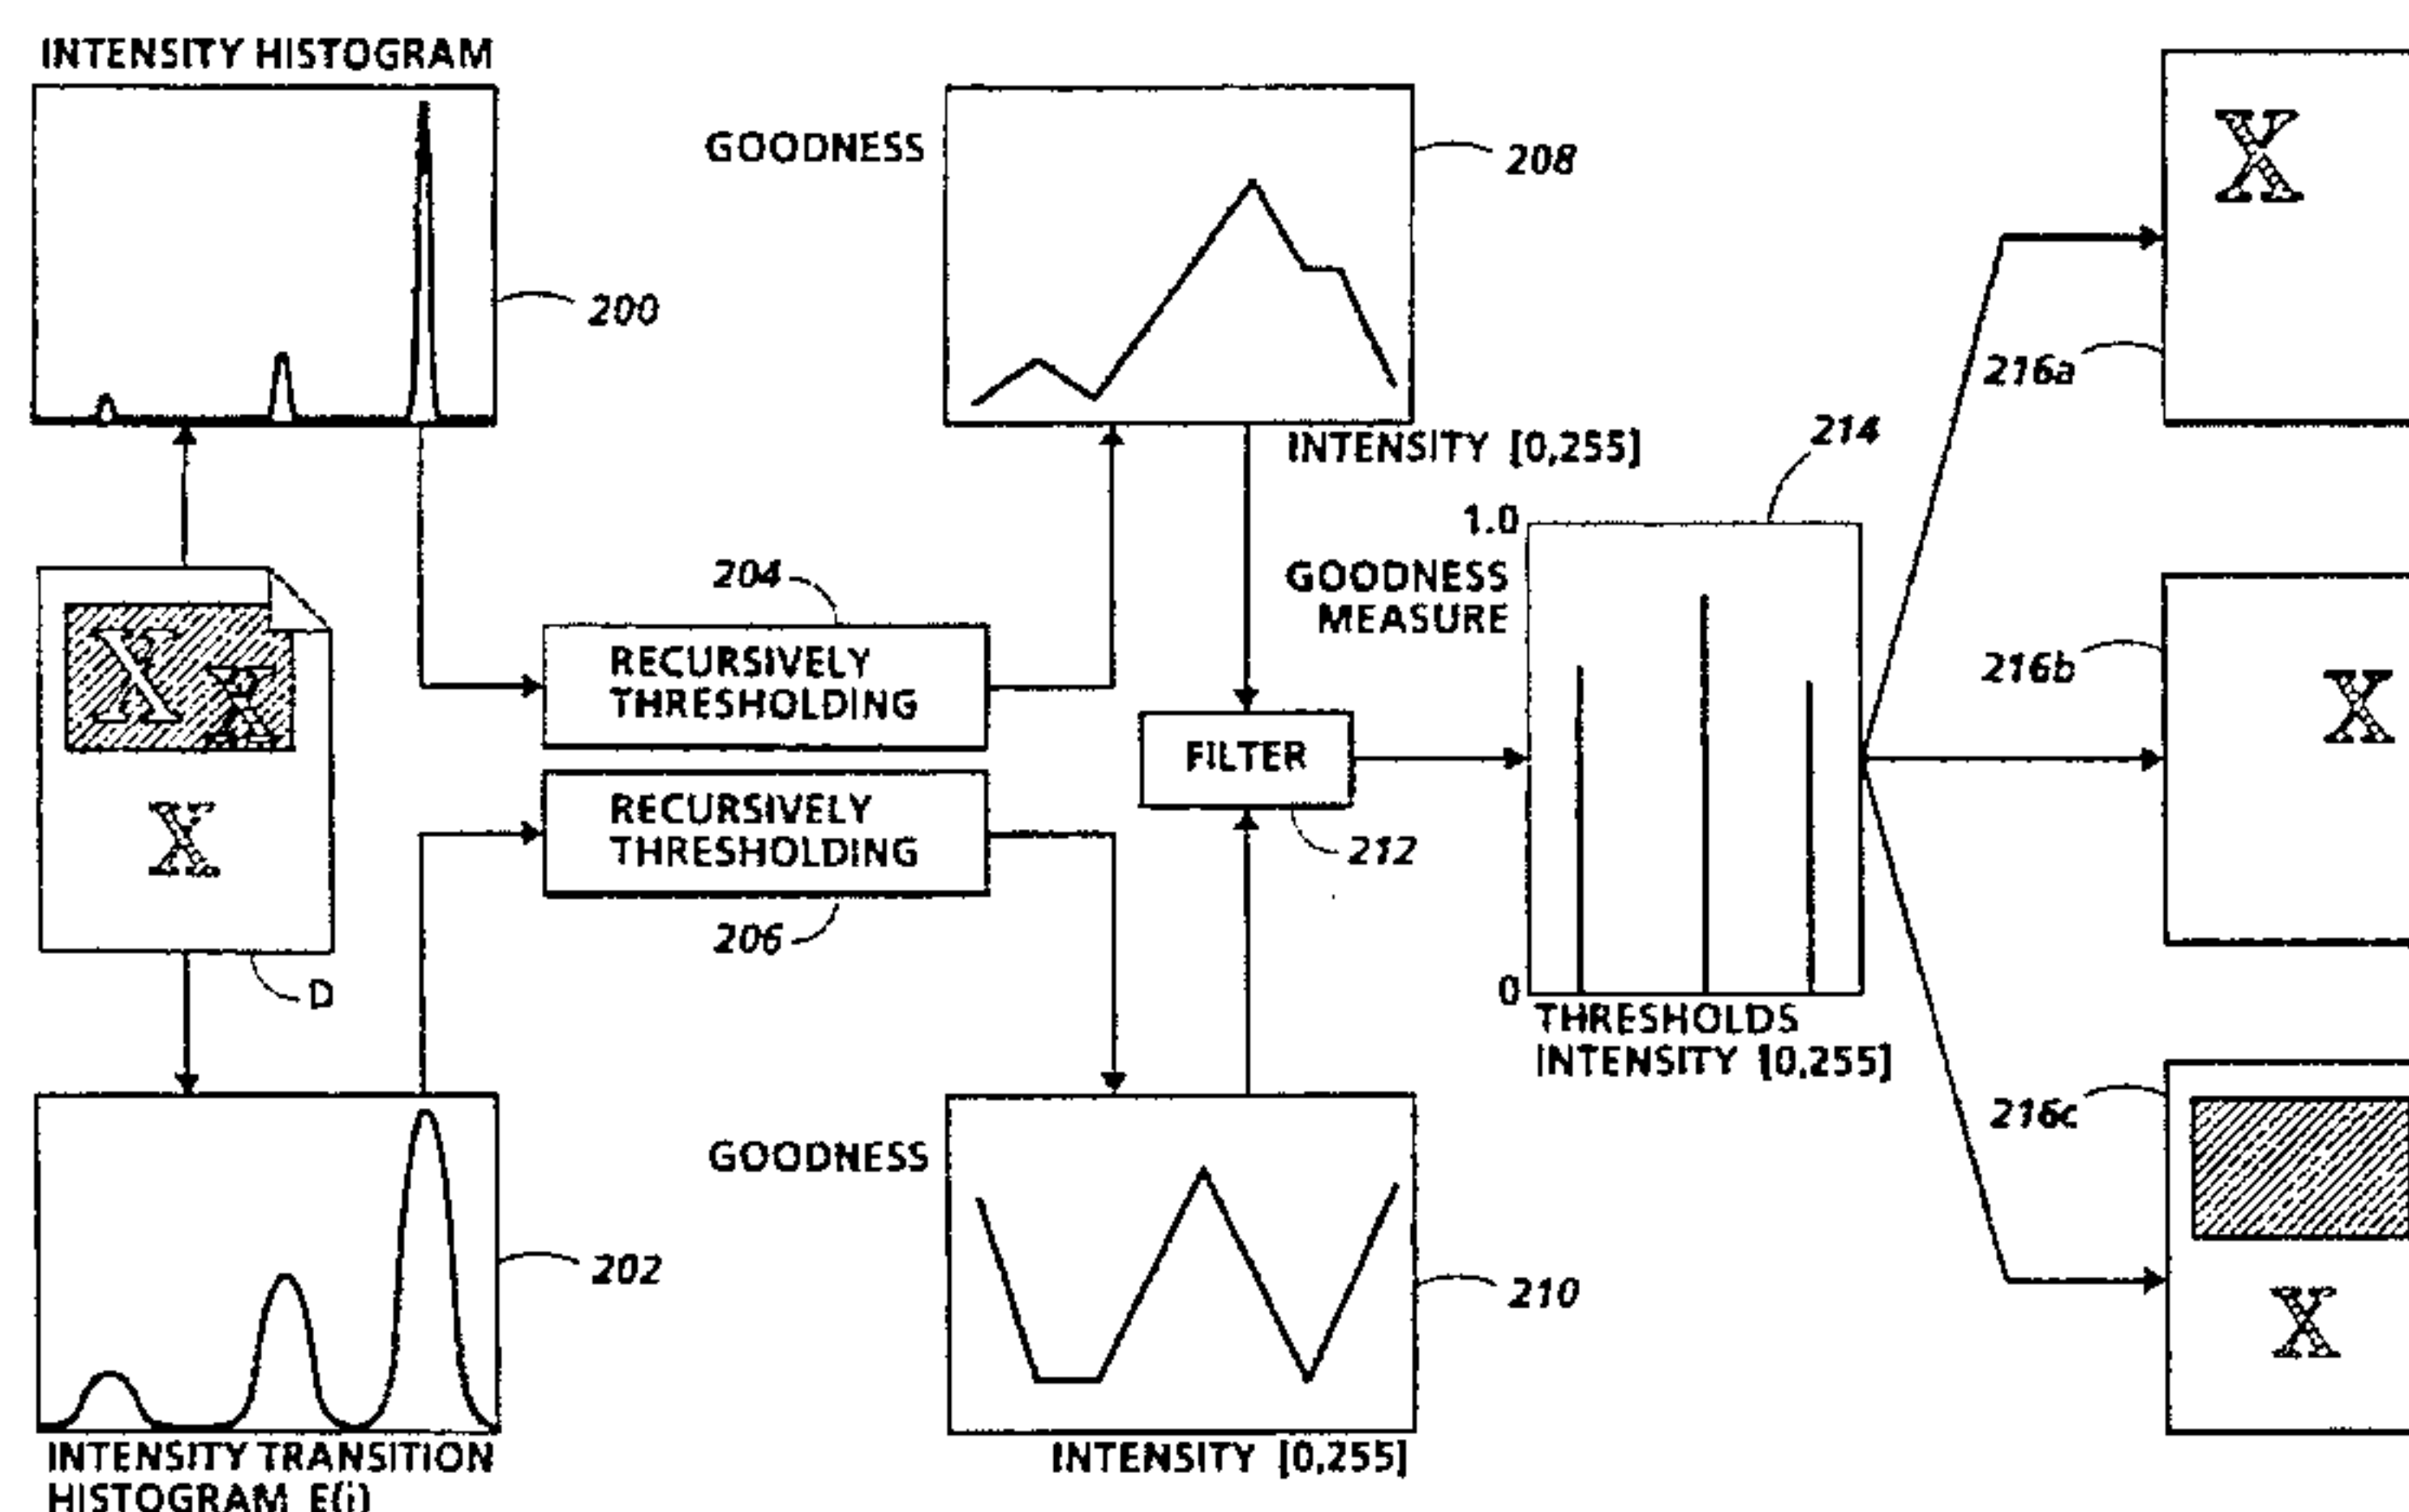 INTENSITY HISTOGRAM
200
GOODNESS
208
INTENSITY [0,255]
X
216a
214
1.0
GOODNESS
MEASURE
0
THRESHOLDS
INTENSITY [0,255]
204
RECURSIVELY
THRESHOLDING
RECURSIVELY
THRESHOLDING
206
FILTER
212
X
X
X
D
216b
X
216c
X
202
INTENSITY TRANSITION
HISTOGRAM E(i)
GOODNESS
210
INTENSITY [0,255]